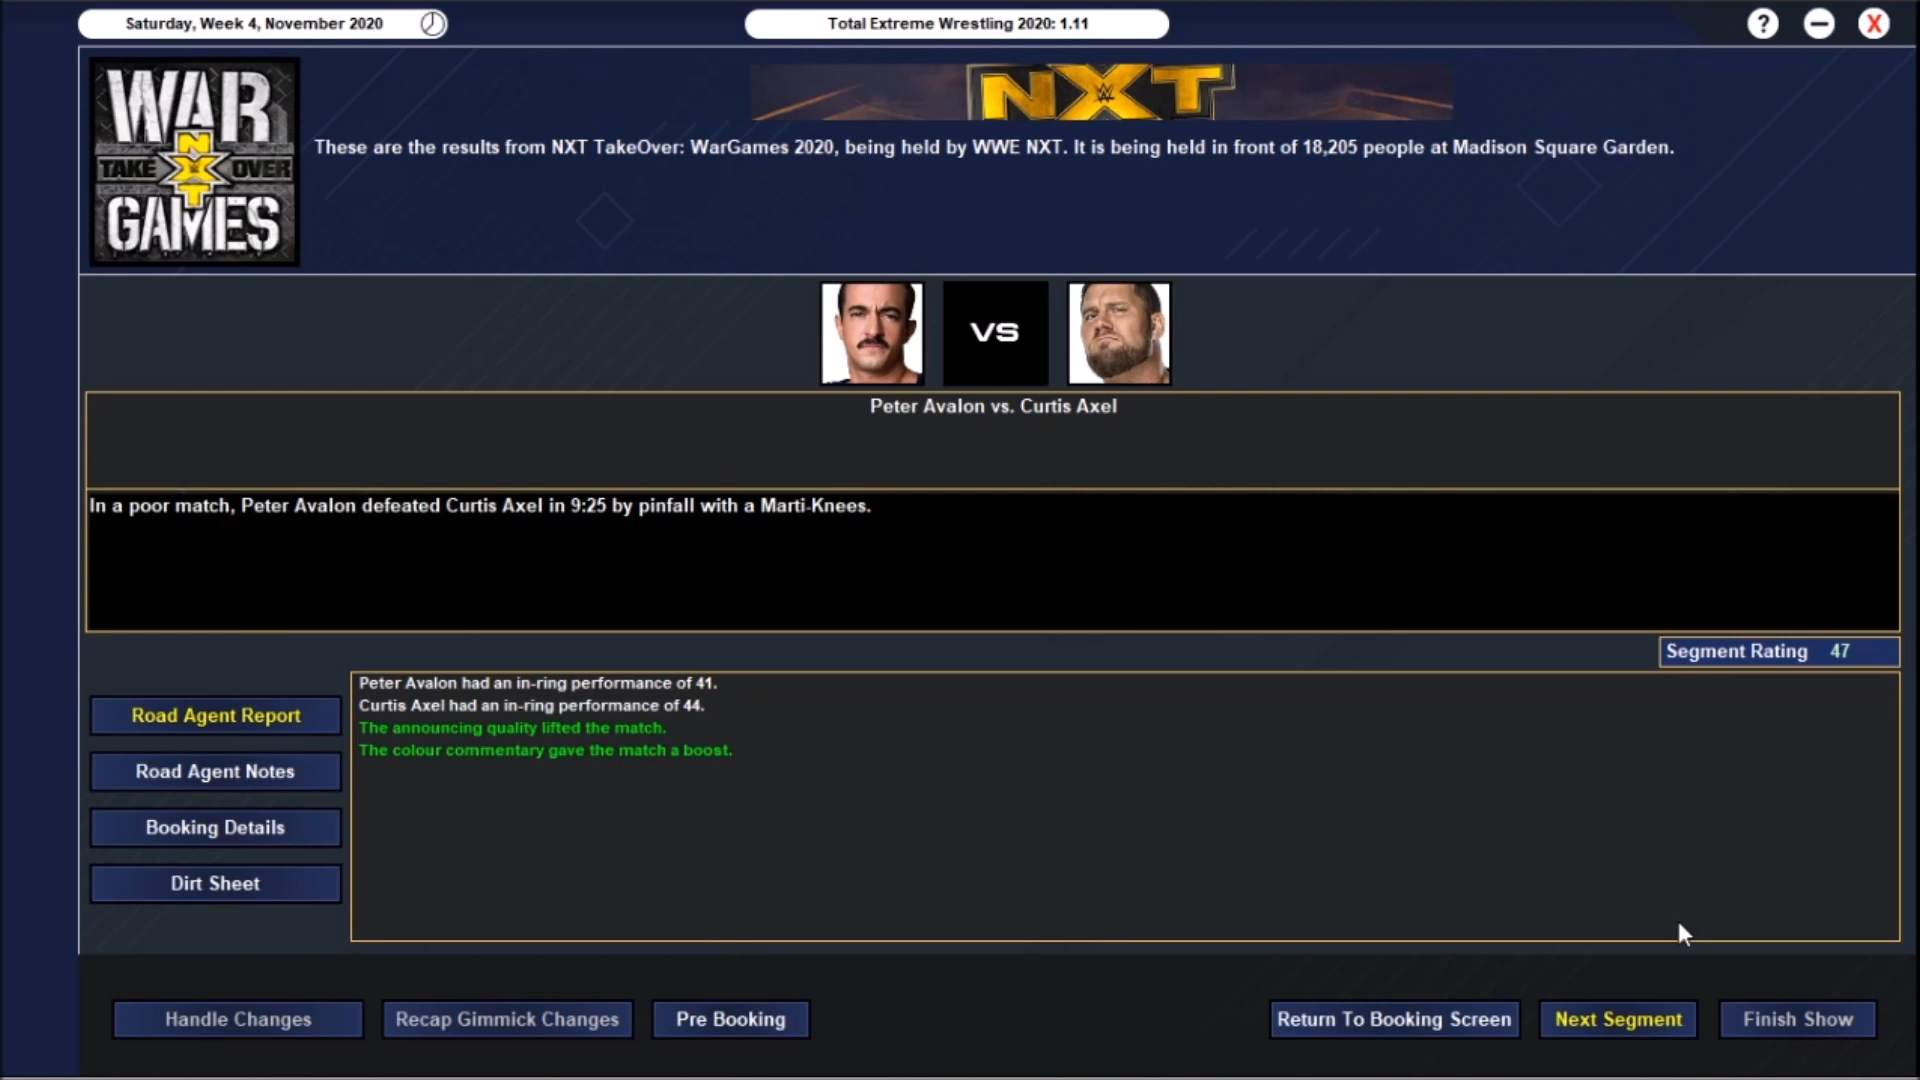 Saturday, Week 4, November 2020
Total Extreme Wrestling 2020: 1.11
?
X
WAR
NXT
TAKE OVER
GAMES
NXT
These are the results from NXT TakeOver: WarGames 2020, being held by WWE NXT. It is being held in front of 18,205 people at Madison Square Garden.
VS
Peter Avalon vs. Curtis Axel
In a poor match, Peter Avalon defeated Curtis Axel in 9:25 by pinfall with a Marti-Knees.
Segment Rating 47
Road Agent Report
Road Agent Notes
Booking Details
Dirt Sheet
Peter Avalon had an in-ring performance of 41.
Curtis Axel had an in-ring performance of 44.
The announcing quality lifted the match.
The colour commentary gave the match a boost.
Handle Changes
Recap Gimmick Changes
Pre Booking
Return To Booking Screen
Next Segment
Finish Show